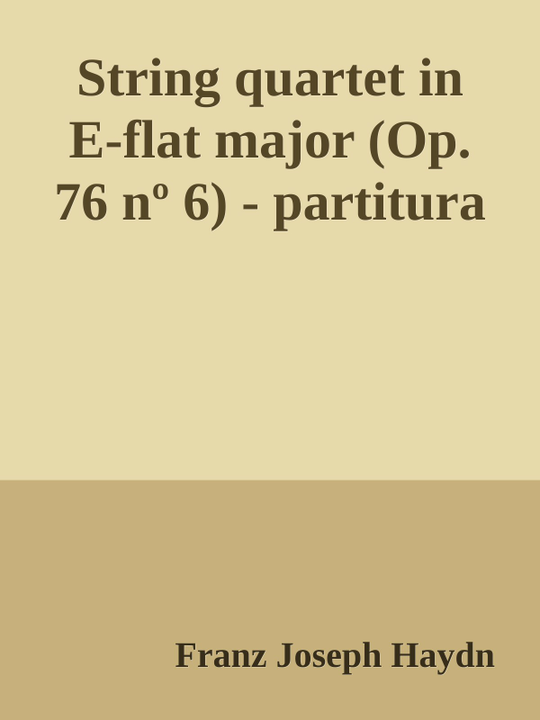 String quartet in
E-flat major (Op.
76 nº 6) - partitura
Franz Joseph Haydn